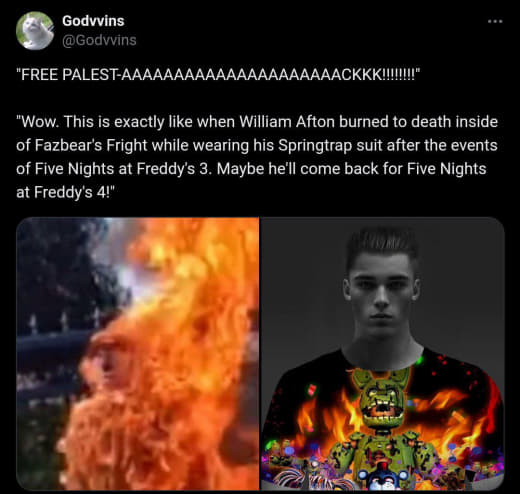 Godvvins
@Godvvins
"FREE PALEST-AAAAAAAAAAAAAAAAAAAAACKKK!!!!!!!!"
"Wow. This is exactly like when William Afton burned to death inside
of Fazbear's Fright while wearing his Springtrap suit after the events
of Five Nights at Freddy's 3. Maybe he'll come back for Five Nights
at Freddy's 4!"